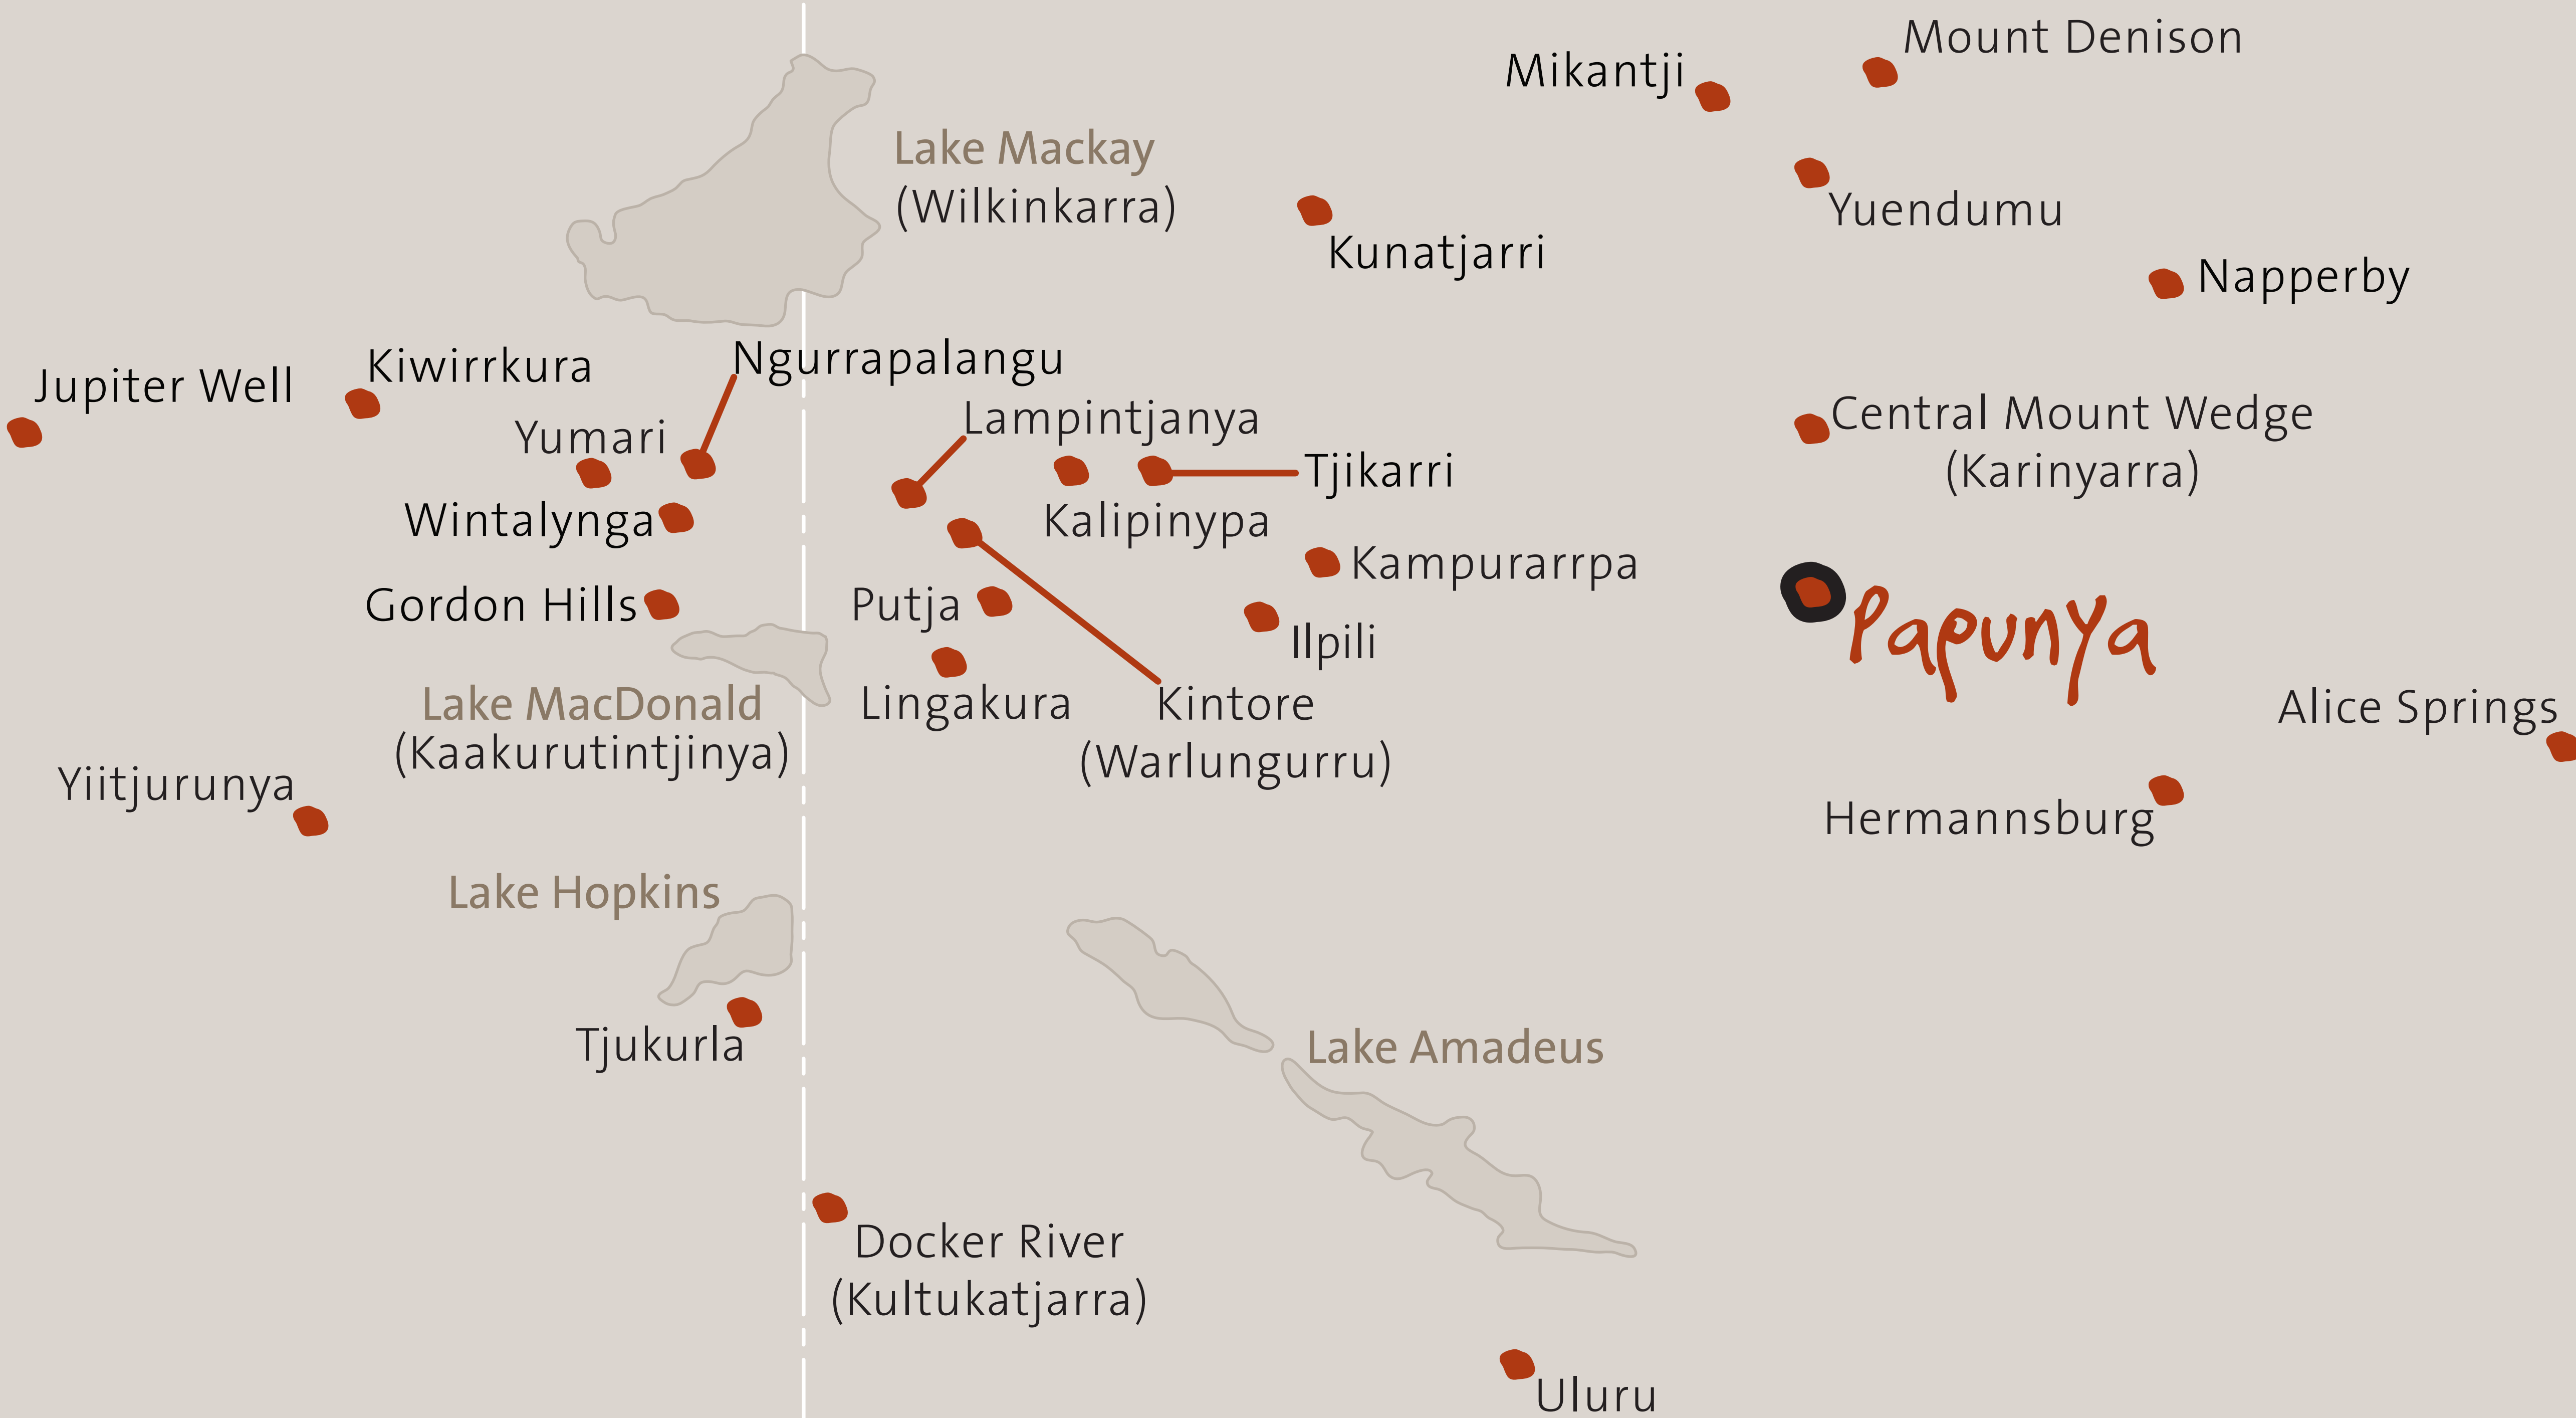 Mount Denison
Mikantji
Lake Mackay
(Wilkinkarra)
Yuendumu
Kunatjarri
Napperby
Ngurrapalangu
Kiwirrkura
Jupiter Well
Lampintjanya
Central Mount Wedge
(Karinyarra)
Yumari
Tjikarri
Wintalynga
Kalipinypa
Kampurarrpa
Gordon Hills
Putja
Ilpili
Papunya
Lake MacDonald
(Kaakurutintjinya)
Lingakura
Kintore
(Warlungurru)
Alice Springs
Yiitjurunya
Hermannsburg
Lake Hopkins
Tjukurla
Lake Amadeus
Docker River
(Kultukatjarra)
Uluru